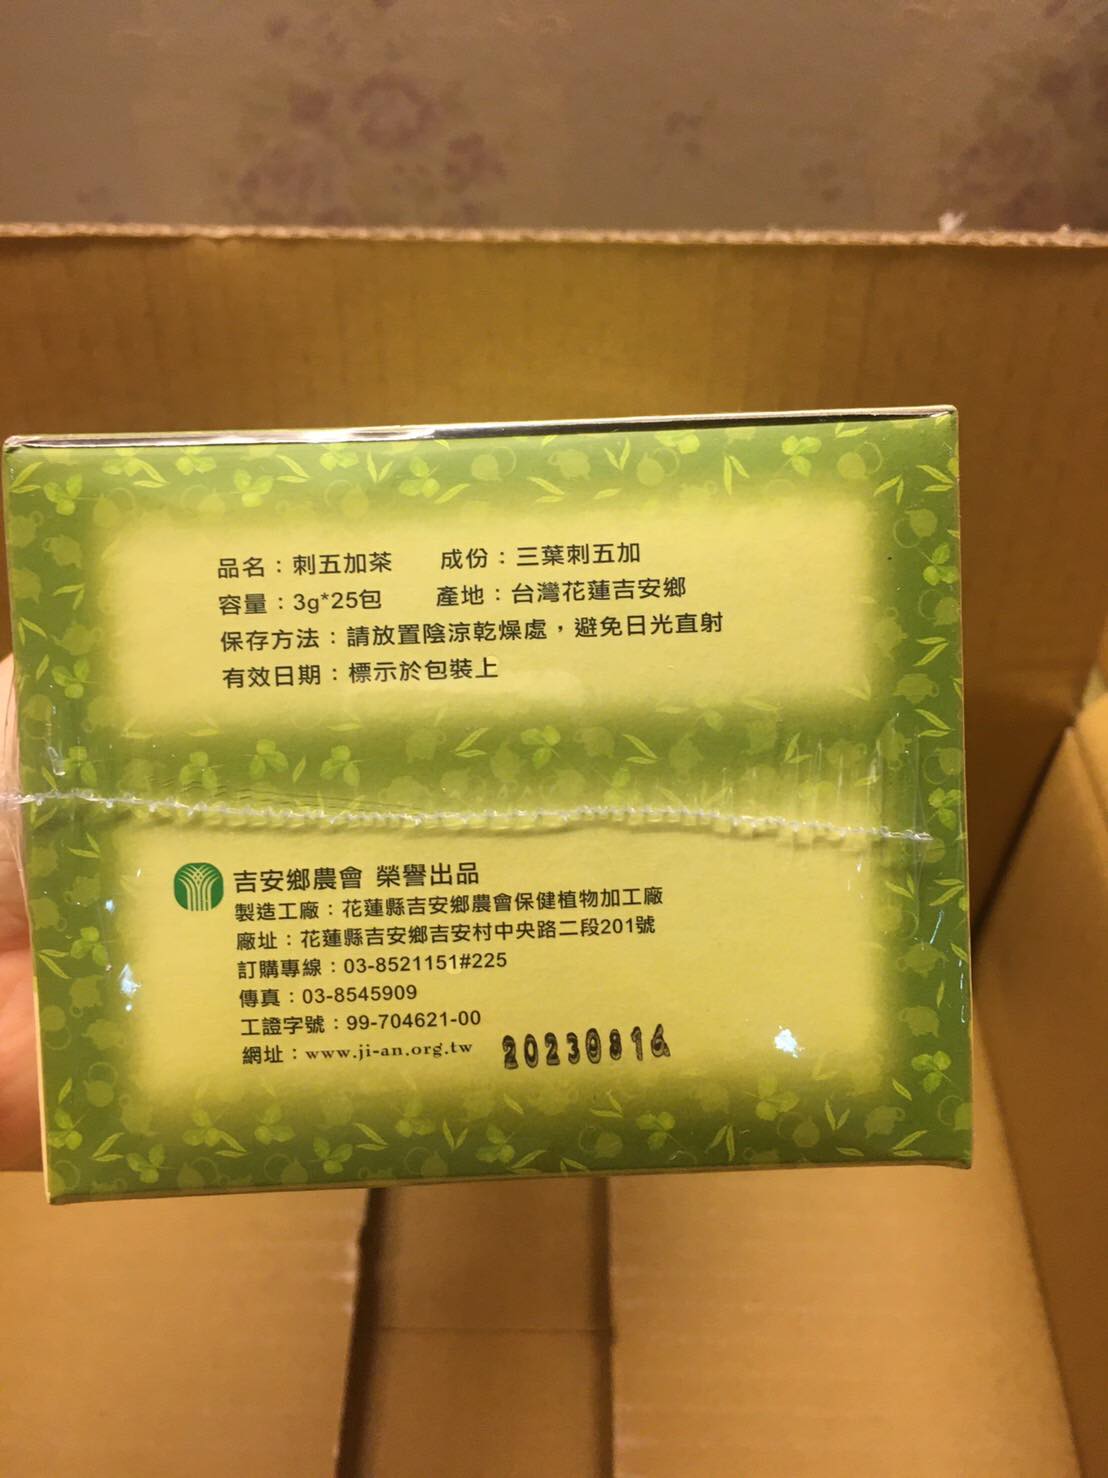 品名：刺五加茶　成份：三葉刺五加
容量：3g*25包　產地：台灣花蓮吉安鄉
保存方法：請放置陰涼乾燥處，避免日光直射
有效日期：標示於包裝上
吉安鄉農會 榮譽出品
製造工廠：花蓮縣吉安鄉農會保健植物加工廠
廠址：花蓮縣吉安鄉吉安村中央路二段201號
訂購專線：03-8521151#225
傳真：03-8545909
工證字號：99-704621-00
網址：www.ji-an.org.tw 20230816